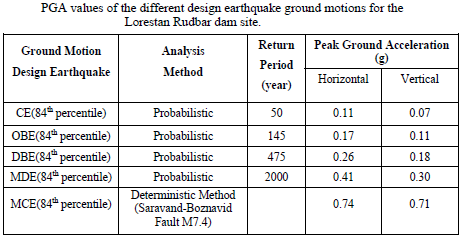 PGA values of the different design earthquake ground motions for the
Lorestan Rudbar dam site.
Ground Motion
Design Earthquake
Analysis
Method
Return
Period
(year)
Peak Ground Acceleration
(g)
Horizontal
Vertical
CE(84th percentile) Probabilistic 50 0.11 0.07
OBE(84th percentile) Probabilistic 145 0.17 0.11
DBE(84th percentile) Probabilistic 475 0.26 0.18
MDE(84th percentile) Probabilistic 2000 0.41 0.30
MCE(84th percentile) Deterministic Method
(Saravand-Boznavid
Fault M7.4)
0.74 0.71